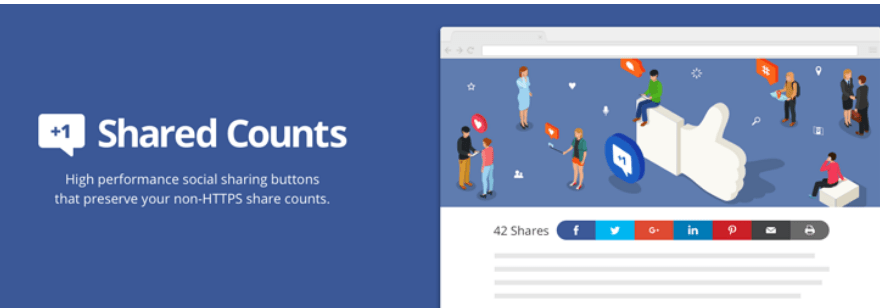 +1
Shared Counts
High performance social sharing buttons
that preserve your non-HTTPS share counts.
+1
#
42 Shares
f
G+
in